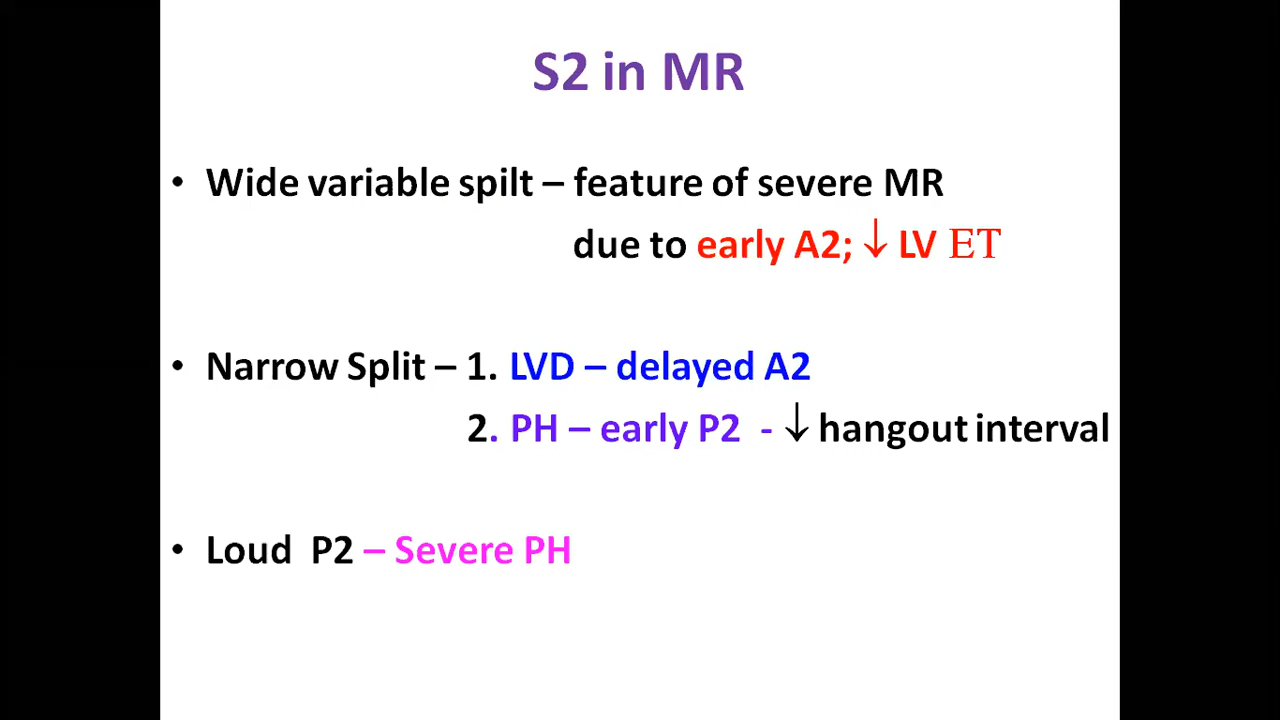 S2 in MR
• Wide variable spilt – feature of severe MR
due to early A2; ↓ LV ET
• Narrow Split – 1. LVD – delayed A2
2. PH – early P2 - ↓ hangout interval
• Loud P2 – Severe PH